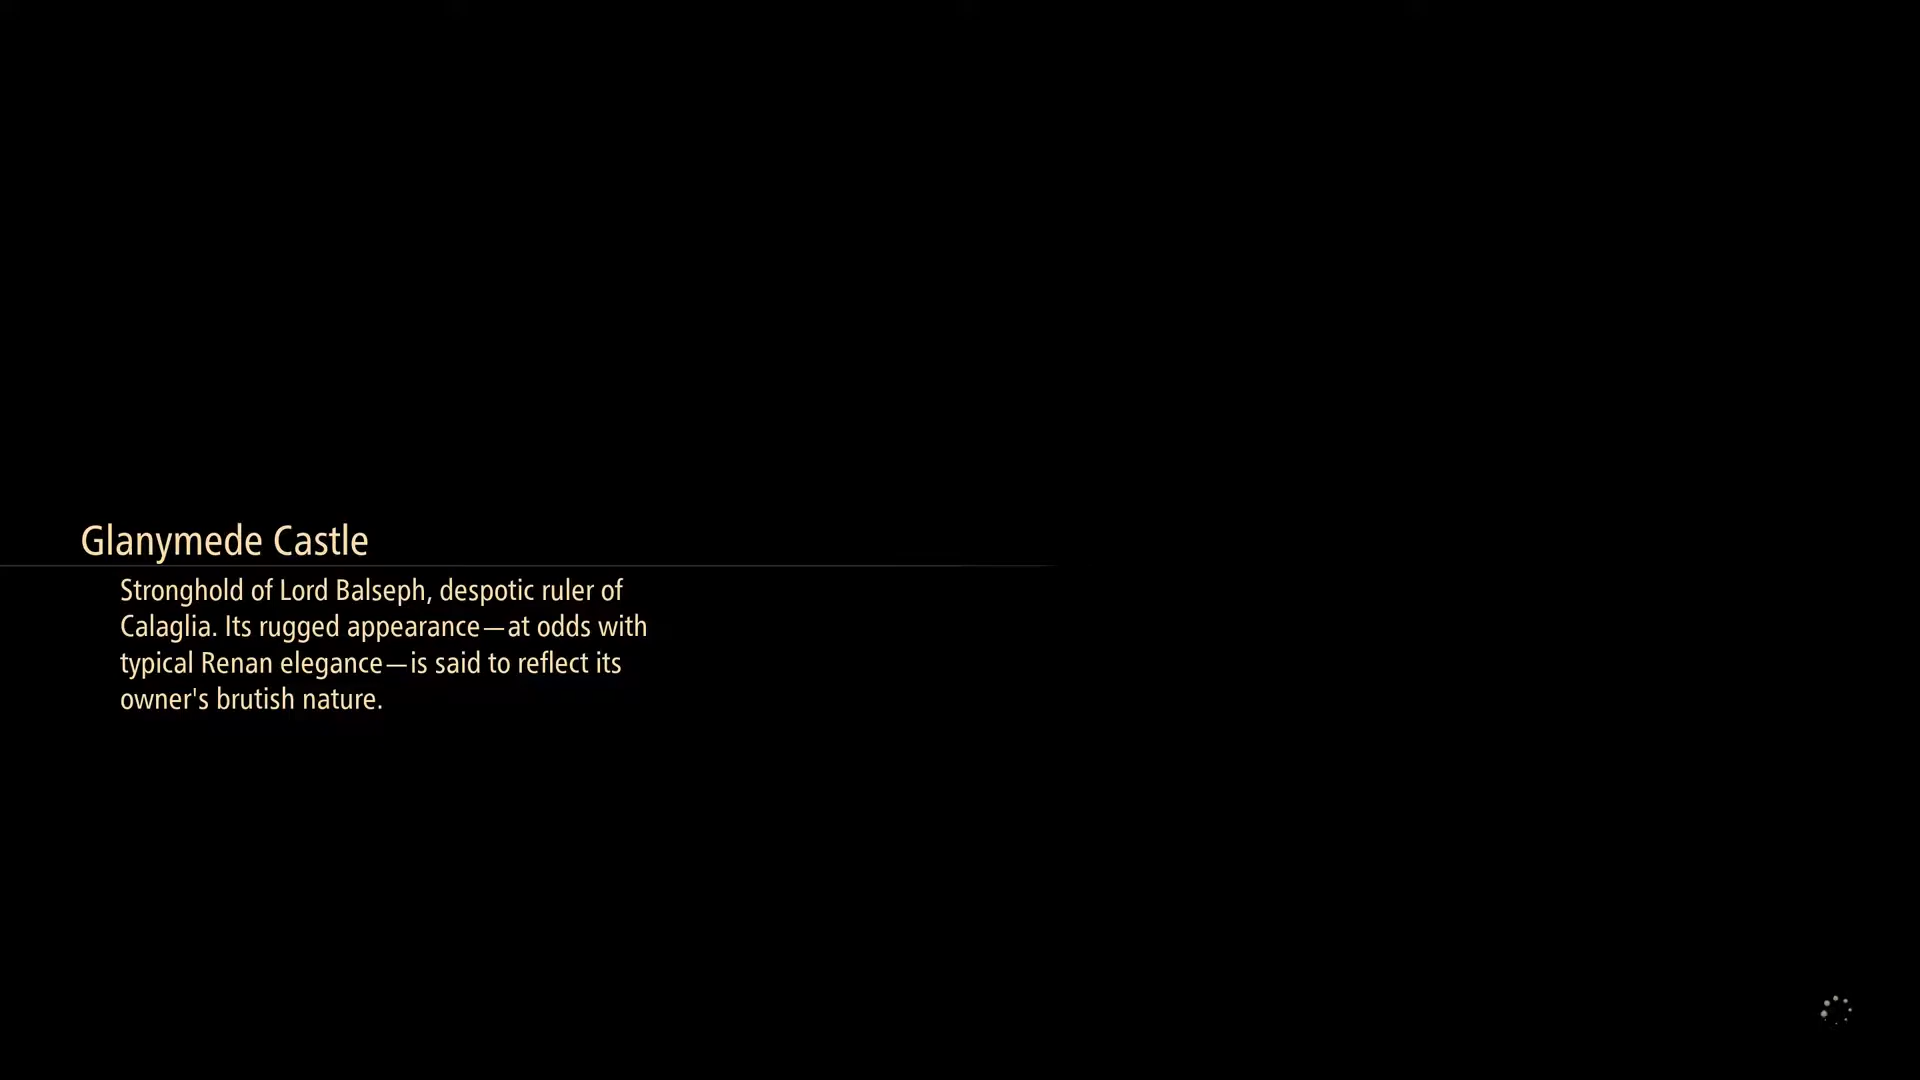 Glanymede Castle
Stronghold of Lord Balseph, despotic ruler of
Calaglia. Its rugged appearance—at odds with
typical Renan elegance—is said to reflect its
owner's brutish nature.